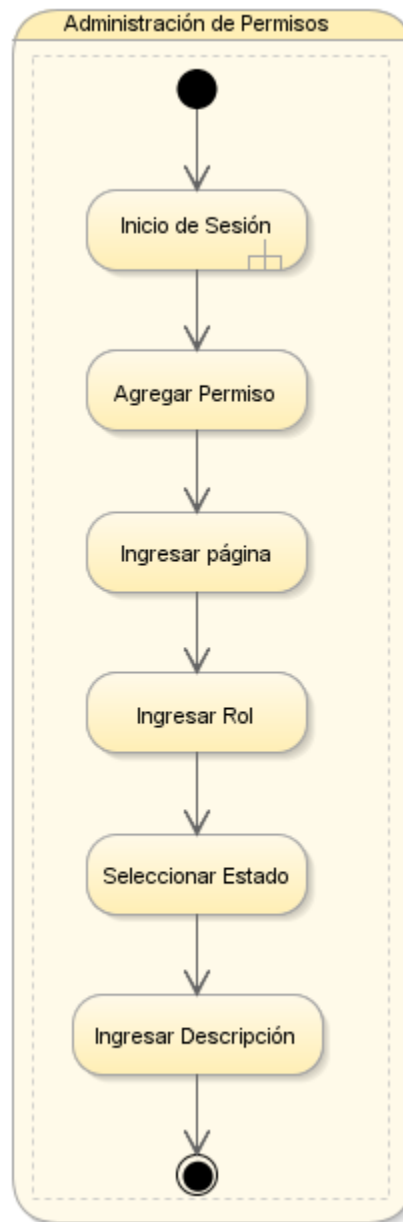 Administración de Permisos
Inicio de Sesión
Agregar Permiso
Ingresar página
Ingresar Rol
Seleccionar Estado
Ingresar Descripción